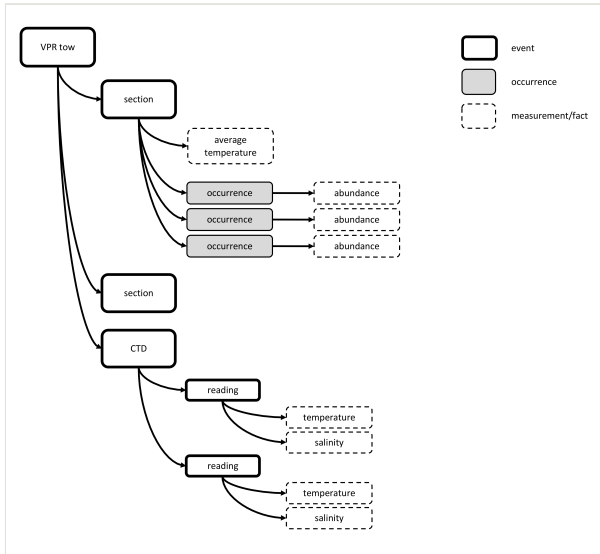 VPR tow
event
section
occurrence
measurement/fact
average
temperature
occurrence
abundance
occurrence
abundance
occurrence
abundance
section
CTD
reading
temperature
salinity
reading
temperature
salinity